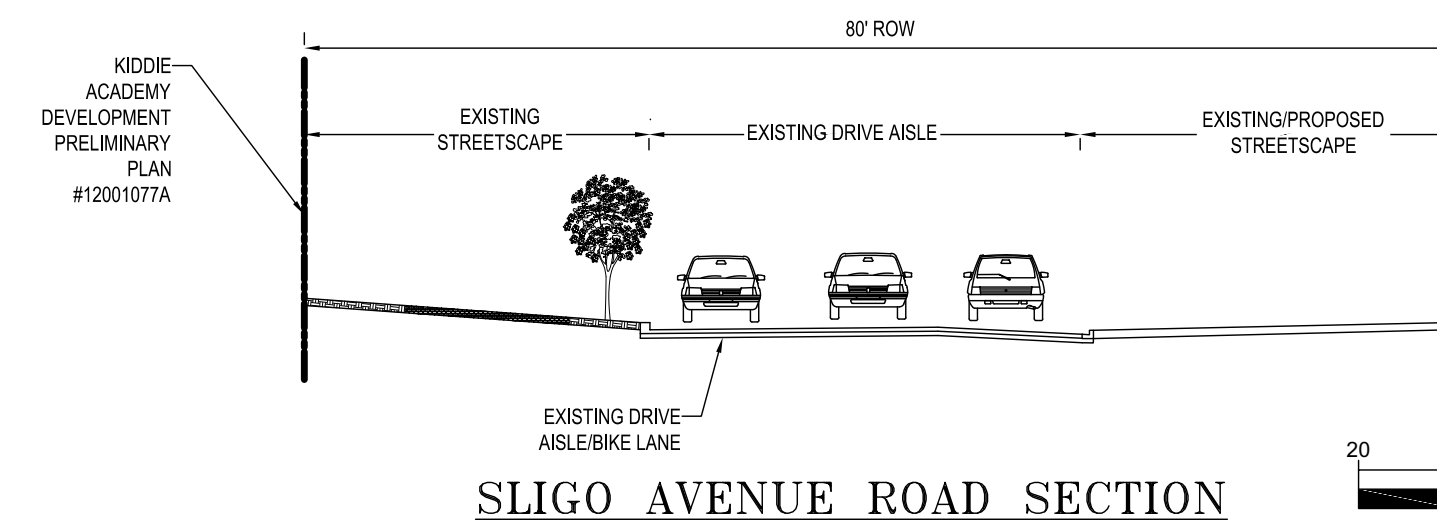 80' ROW
KIDDIE
ACADEMY
DEVELOPMENT
PRELIMINARY
PLAN
#12001077A
EXISTING
STREETSCAPE
EXISTING DRIVE AISLE
EXISTING/PROPOSED
STREETSCAPE
EXISTING DRIVE
AISLE/BIKE LANE
20
SLIGO AVENUE ROAD SECTION